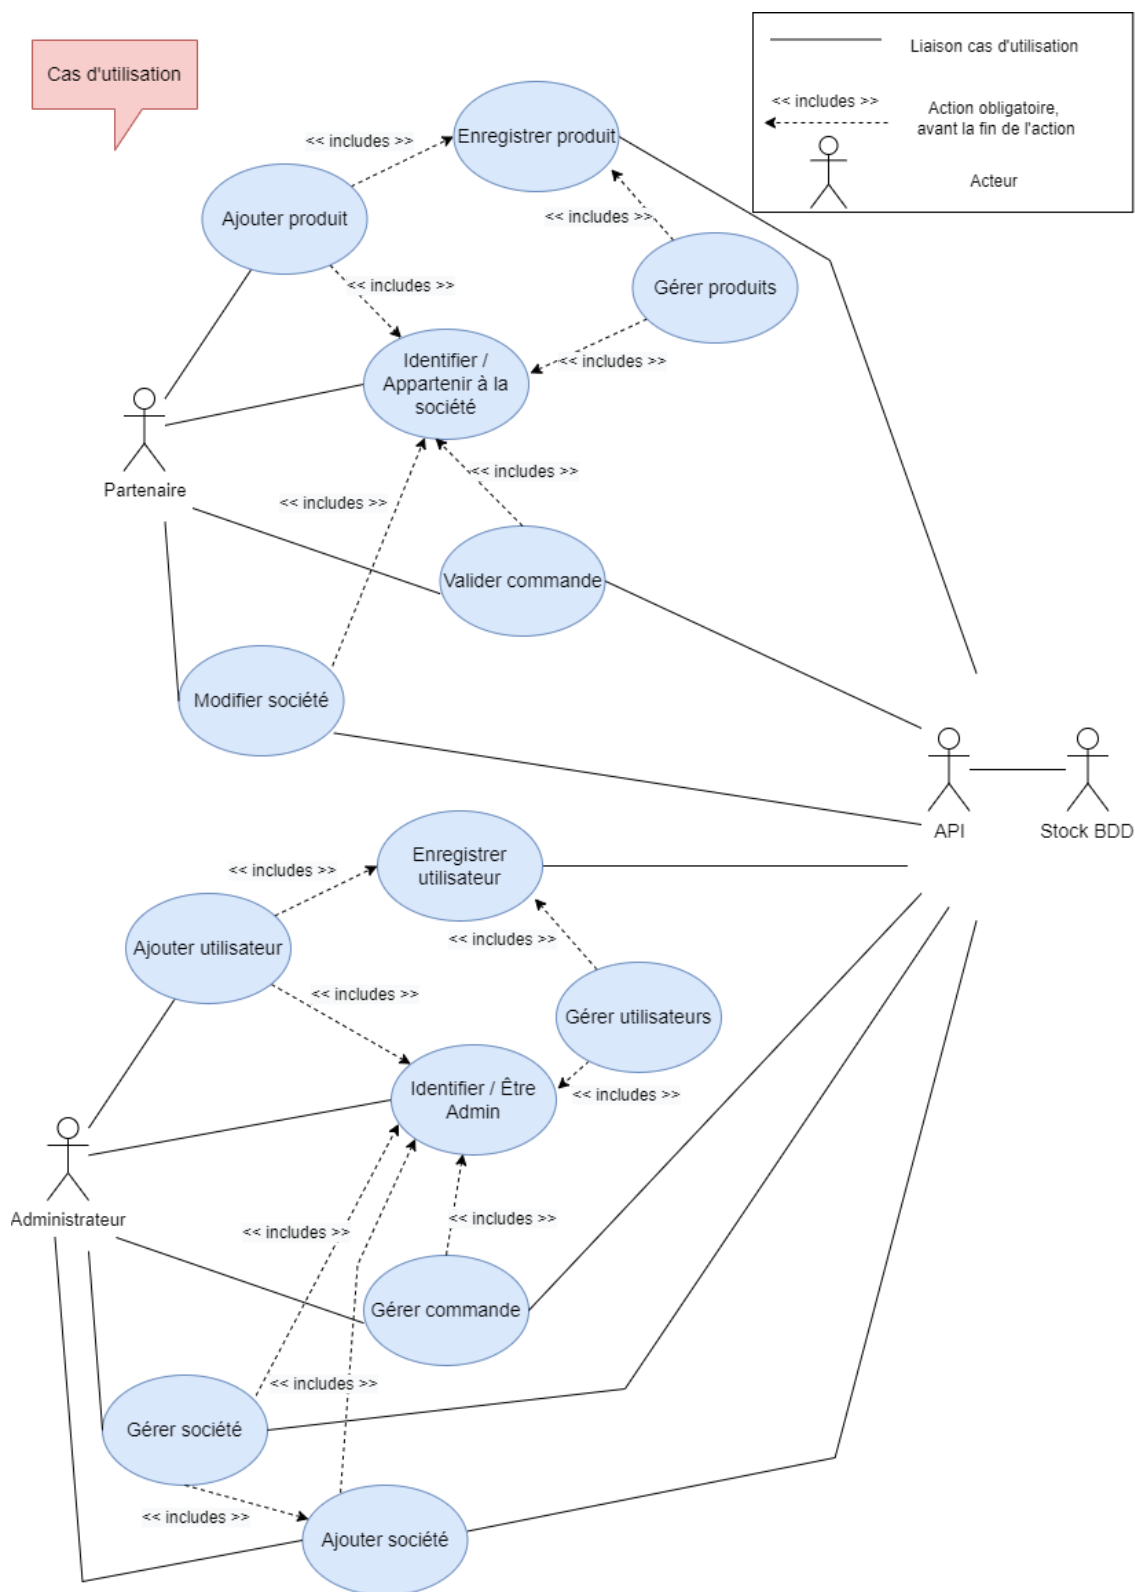 Cas d'utilisation
Liaison cas d'utilisation
<< includes >>
Action obligatoire,
avant la fin de l'action
Acteur
<< includes >>
Enregistrer produit
Ajouter produit
<< includes >>
<< includes >>
Gérer produits
Identifier /
Appartenir à la
société
<< includes >>
Partenaire
<< includes >>
<< includes >>
Valider commande
Modifier société
API
Stock BDD
Enregistrer
utilisateur
<< includes >>
Ajouter utilisateur
<< includes >>
<< includes >>
Gérer utilisateurs
Identifier / Être
Admin
<< includes >>
Administrateur
<< includes >>
<< includes >>
Gérer commande
<< includes >>
Gérer société
<< includes >>
Ajouter société